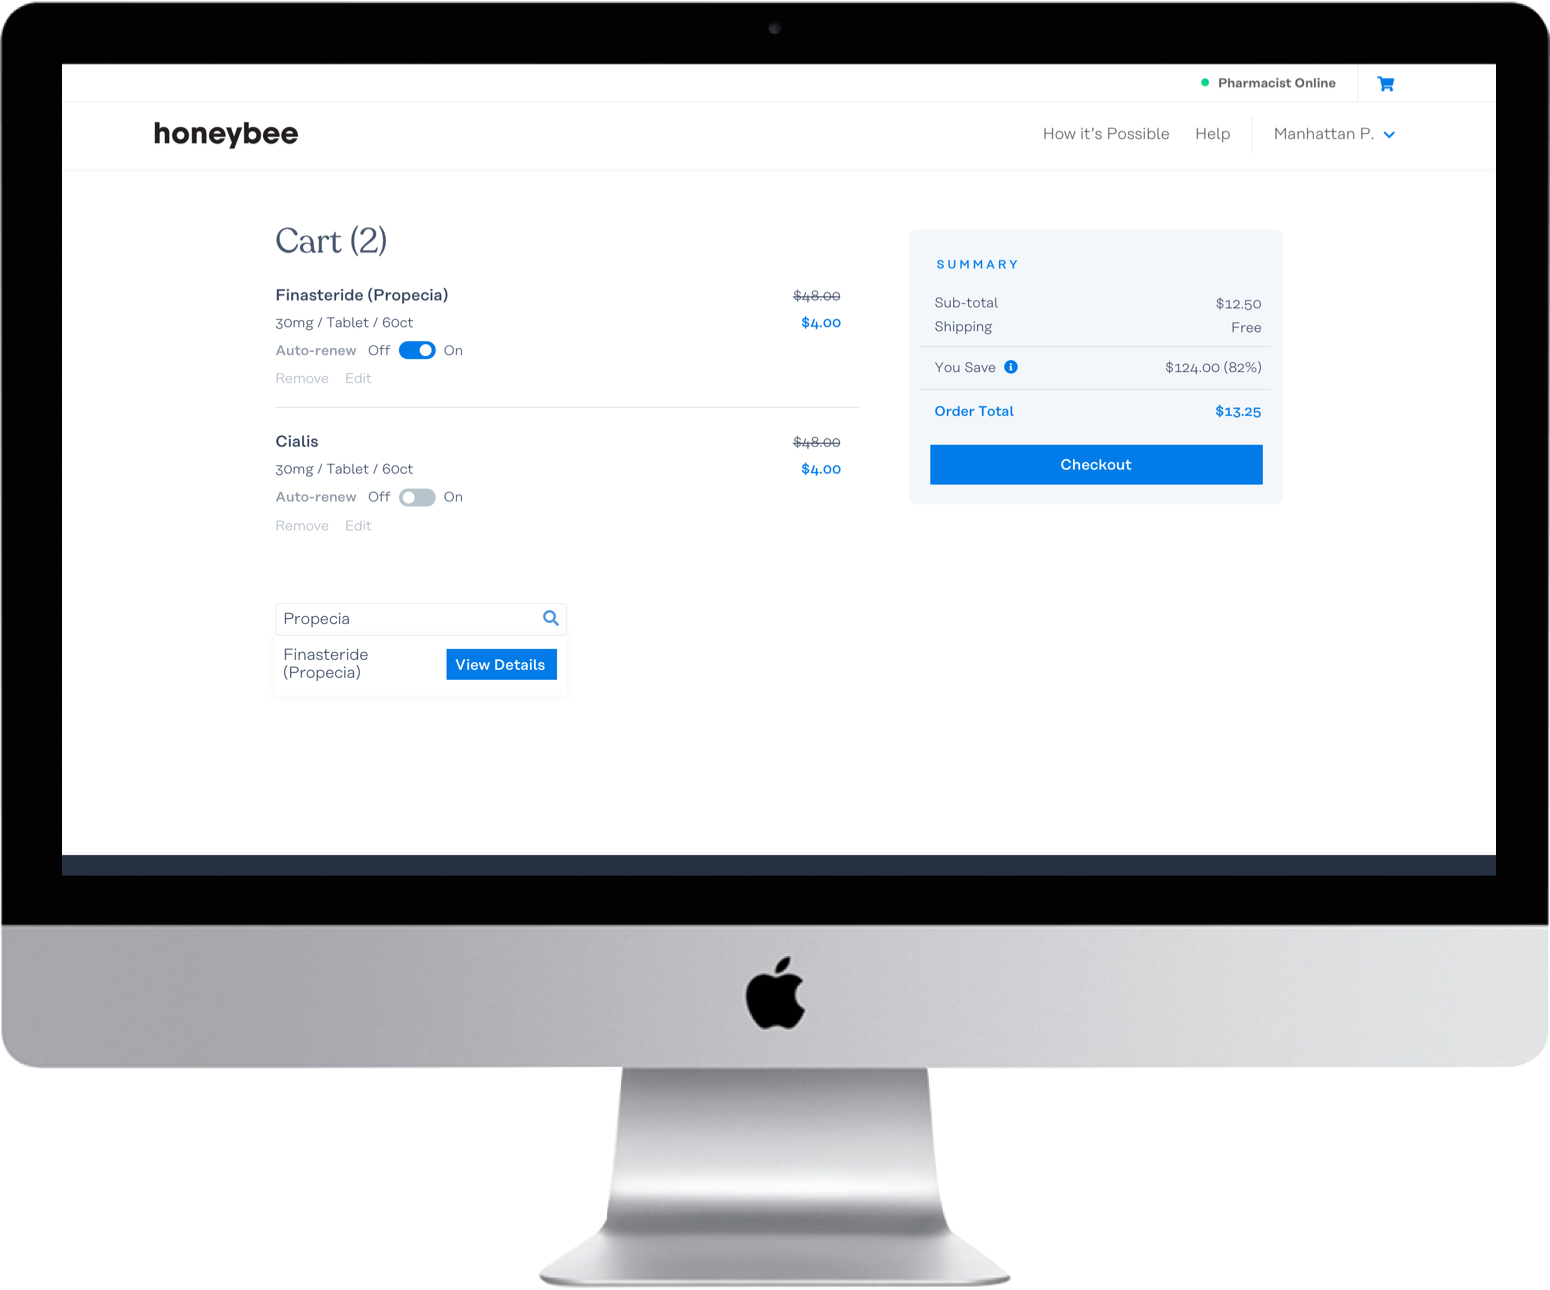 Pharmacist Online
honeybee
How it's Possible Help Manhattan P.
Cart (2)
Finasteride (Propecia) $48.00
30mg / Tablet / 60ct $4.00
Auto-renew Off On
Remove Edit
Cialis $48.00
30mg / Tablet / 60ct $4.00
Auto-renew Off On
Remove Edit
Propecia
Finasteride
(Propecia)
View Details
SUMMARY
Sub-total $12.50
Shipping Free
You Save $124.00 (82%)
Order Total $13.25
Checkout